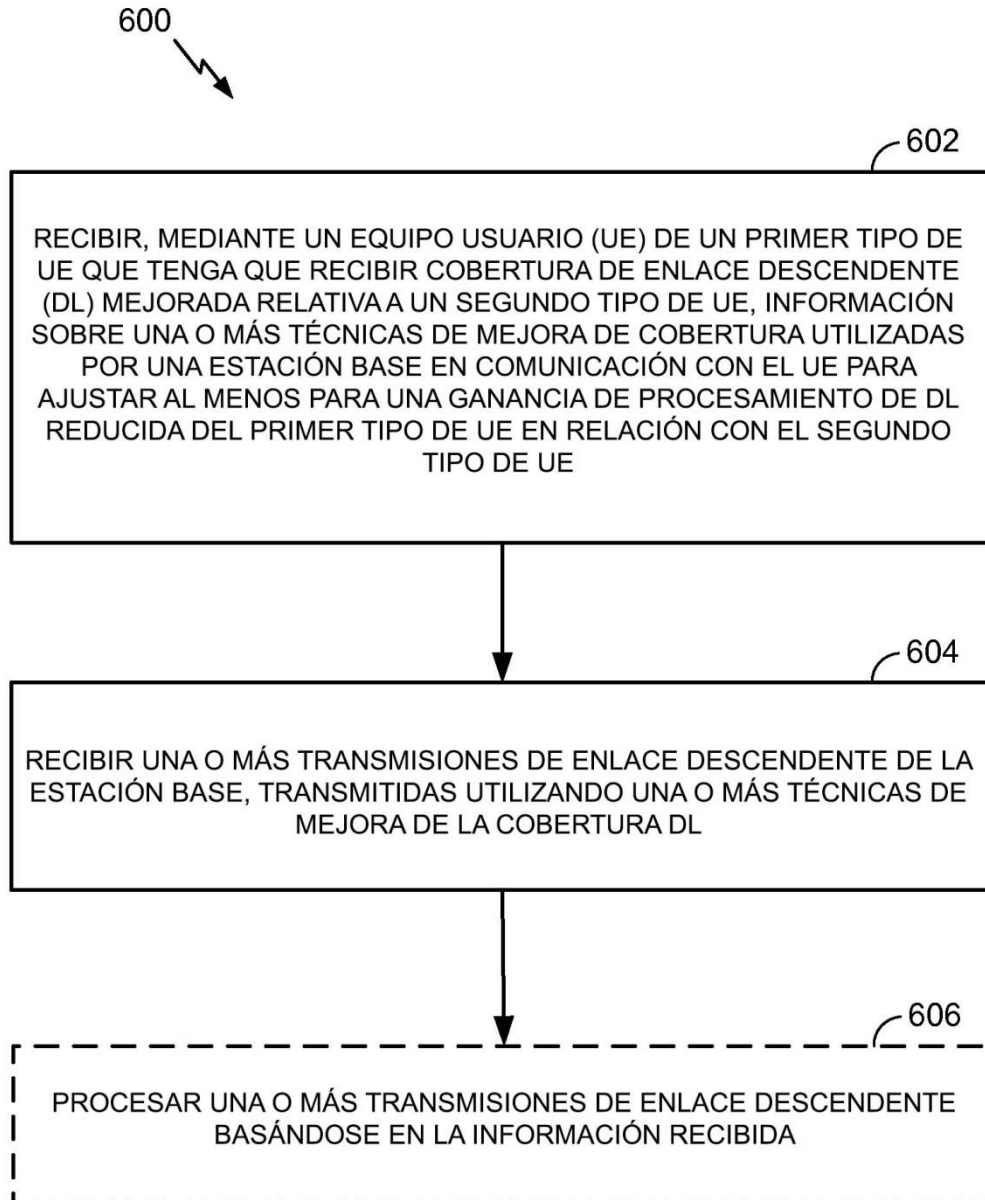 600
602
RECIBIR, MEDIANTE UN EQUIPO USUARIO (UE) DE UN PRIMER TIPO DE
UE QUE TENGA QUE RECIBIR COBERTURA DE ENLACE DESCENDENTE
(DL) MEJORADA RELATIVA A UN SEGUNDO TIPO DE UE, INFORMACIÓN
SOBRE UNA O MÁS TÉCNICAS DE MEJORA DE COBERTURA UTILIZADAS
POR UNA ESTACIÓN BASE EN COMUNICACIÓN CON EL UE PARA
AJUSTAR AL MENOS PARA UNA GANANCIA DE PROCESAMIENTO DE DL
REDUCIDA DEL PRIMER TIPO DE UE EN RELACIÓN CON EL SEGUNDO
TIPO DE UE
604
RECIBIR UNA O MÁS TRANSMISIONES DE ENLACE DESCENDENTE DE LA
ESTACIÓN BASE, TRANSMITIDAS UTILIZANDO UNA O MÁS TÉCNICAS DE
MEJORA DE LA COBERTURA DL
606
PROCESAR UNA O MÁS TRANSMISIONES DE ENLACE DESCENDENTE
BASÁNDOSE EN LA INFORMACIÓN RECIBIDA